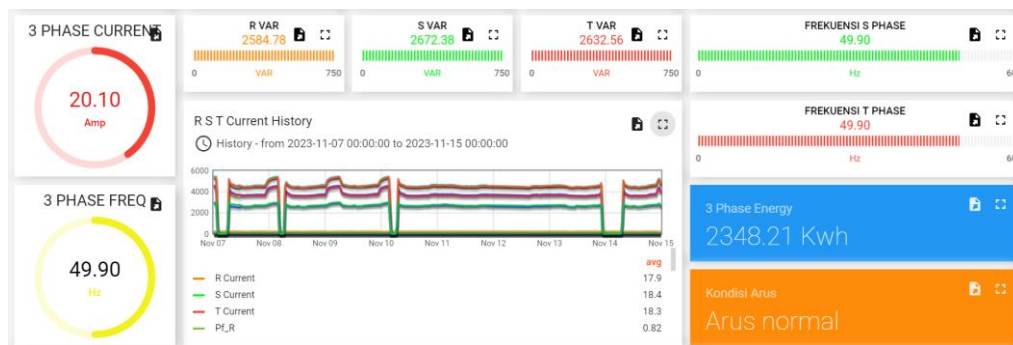 3 PHASE CURRENT
20.10
Amp
R VAR
2584.78
0 VAR 750
S VAR
2672.38
0 VAR 750
T VAR
2632.56
0 VAR 750
FREKUENSI S PHASE
49.90
0 Hz 60
R S T Current History
History - from 2023-11-07 00:00:00 to 2023-11-15 00:00:00
6000
4000
2000
0
Nov 07 Nov 08 Nov 09 Nov 10 Nov 11 Nov 12 Nov 13 Nov 14 Nov 15
avg
R Current 17.9
S Current 18.4
T Current 18.3
Pf_R 0.82
FREKUENSI T PHASE
49.90
0 Hz 60
3 PHASE FREQ
49.90
Hz
3 Phase Energy
2348.21 Kwh
Kondisi Arus
Arus normal